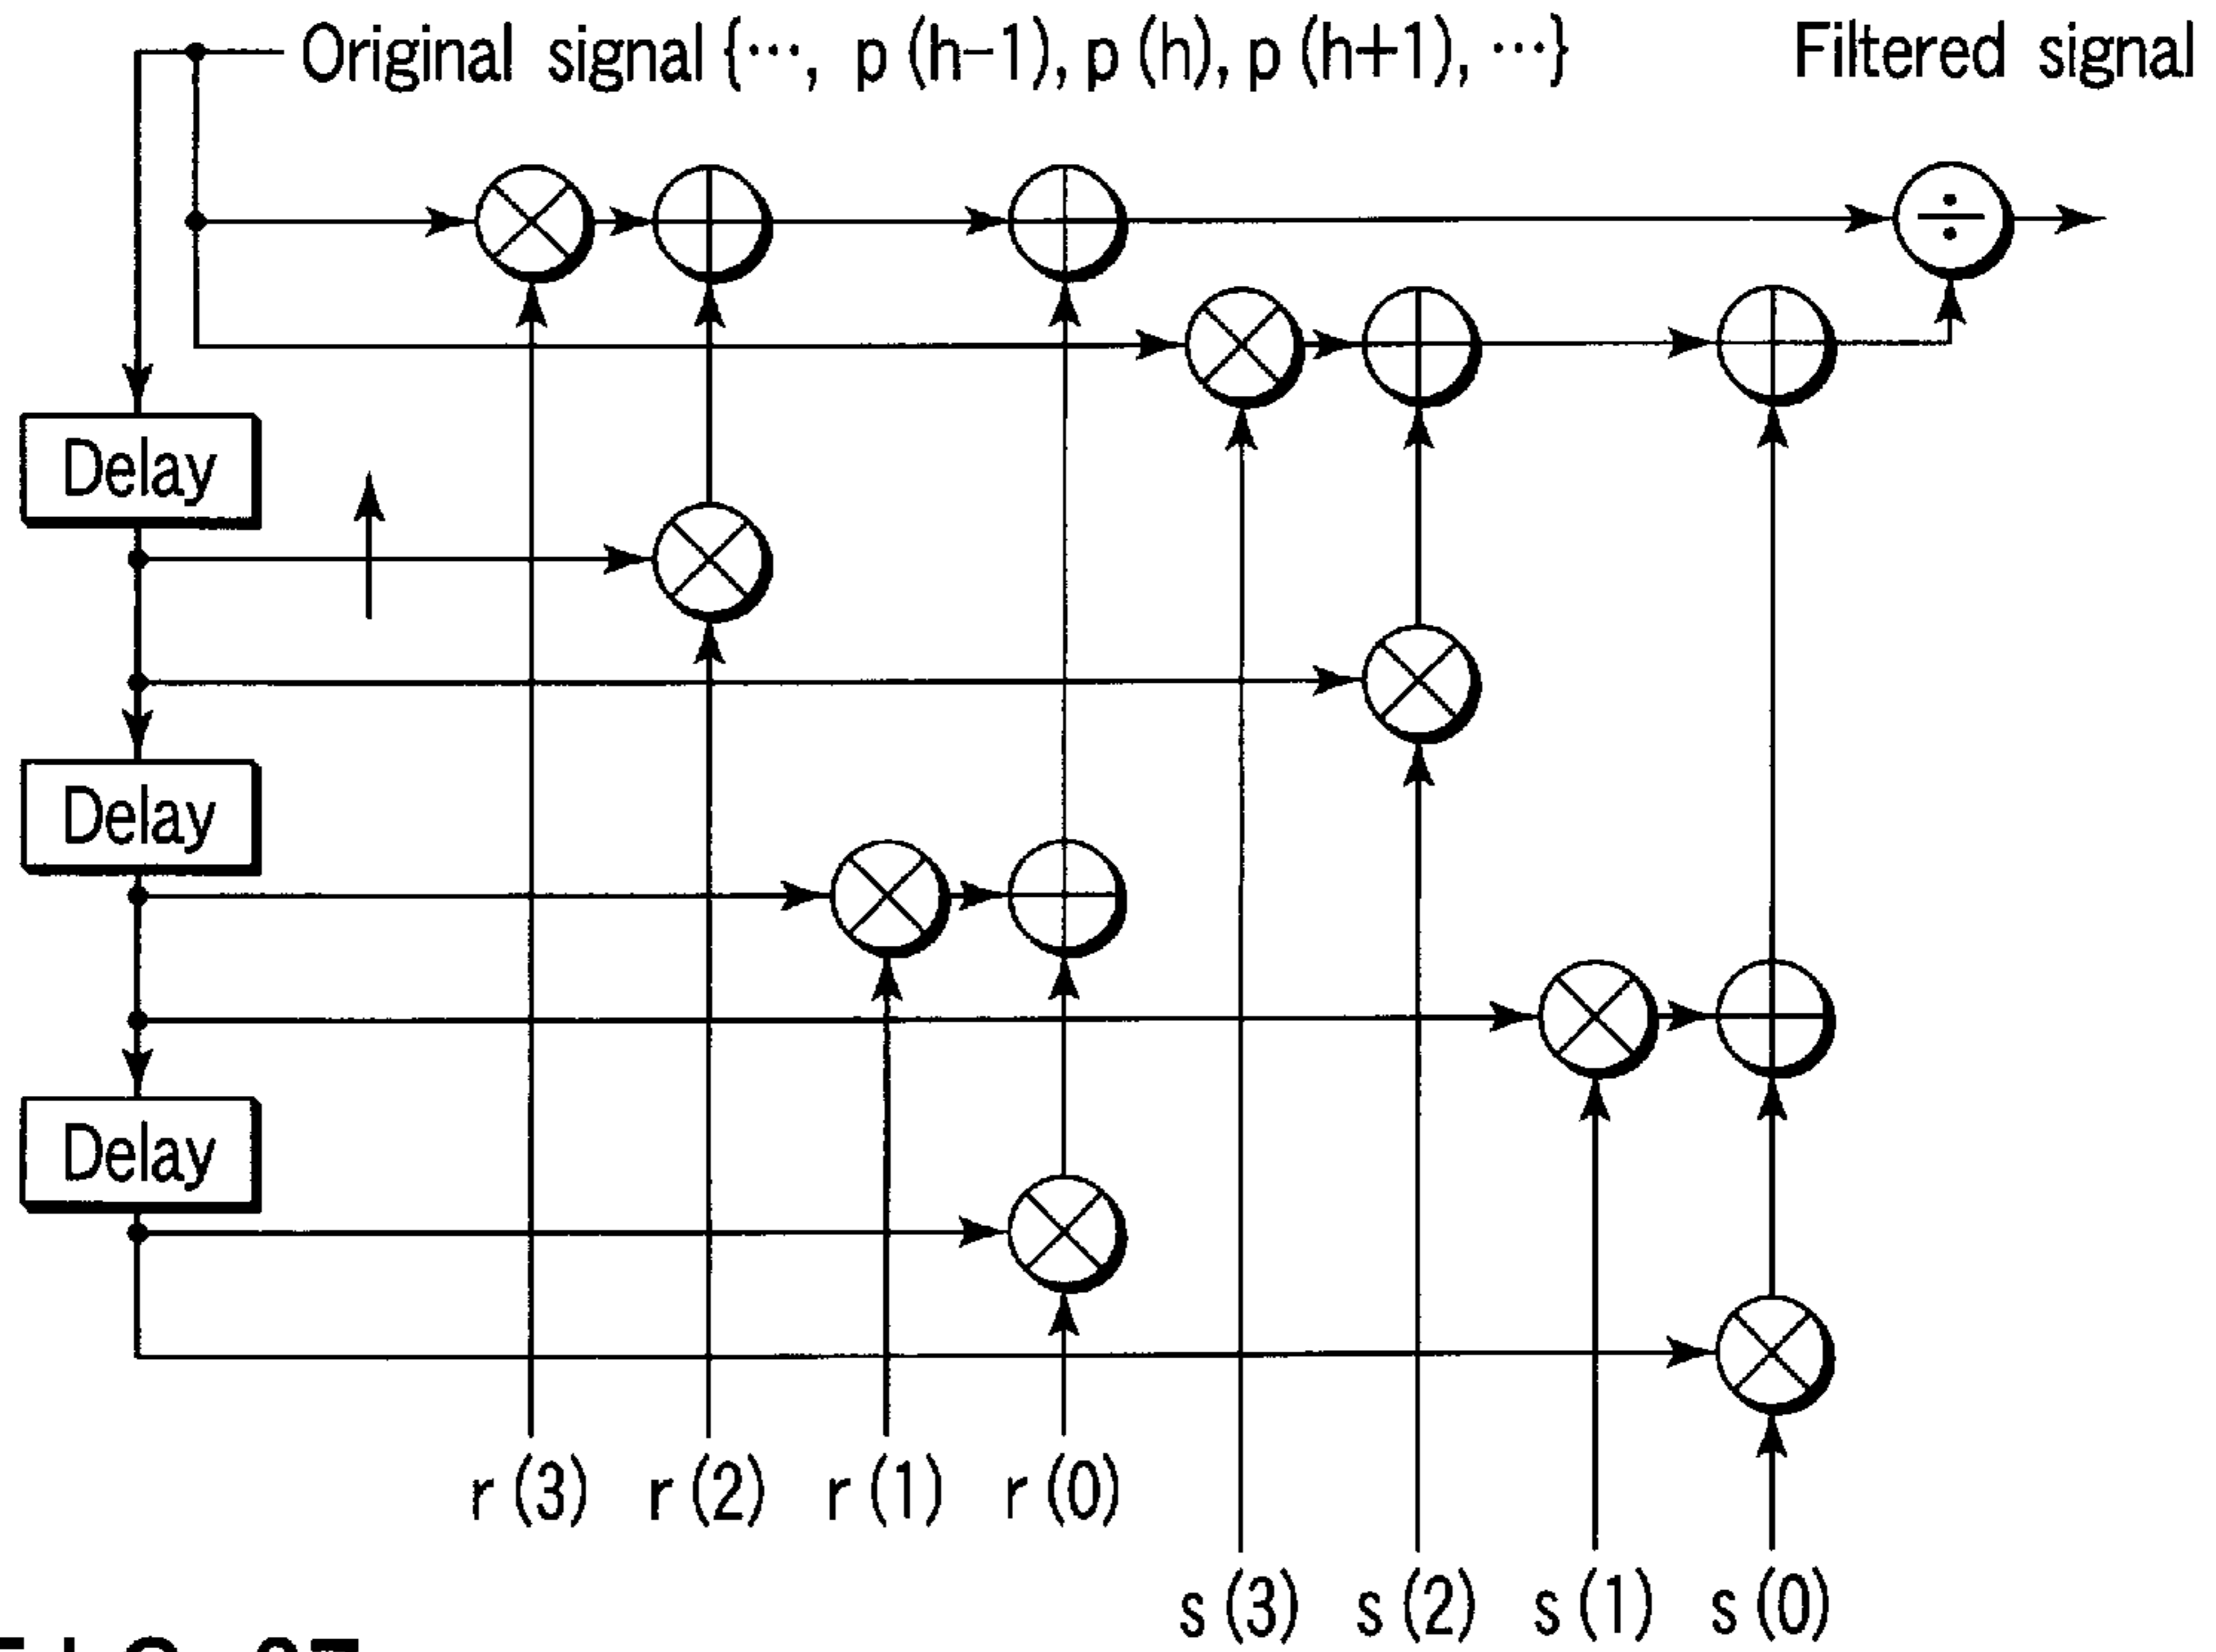 Original signal {⋯, p (h-1), p (h), p (h+1), ⋯}
Filtered signal
Delay
Delay
Delay
r (3) r (2) r (1) r (0)
s (3) s (2) s (1) s (0)